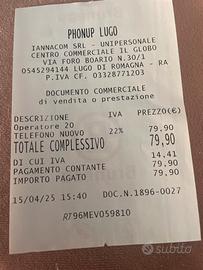 PHONUP LUGO
IANNACOM SRL - UNIPERSONALE
CENTRO COMMERCIALE IL GLOBO
VIA FORO BOARIO N.30/1
0545294144 LUGO DI ROMAGNA - RA
P.IVA CF. 03328771203
DOCUMENTO COMMERCIALE
di vendita o prestazione
DESCRIZIONE IVA PREZZO(€)
Operatore 20
TELEFONO NUOVO 22% 79,90
TOTALE COMPLESSIVO 79,90
DI CUI IVA 14,41
PAGAMENTO CONTANTE 79,90
IMPORTO PAGATO 79,90
15/04/25 15:40 DOC.N.1896-0027
RT96MEV059810
subito